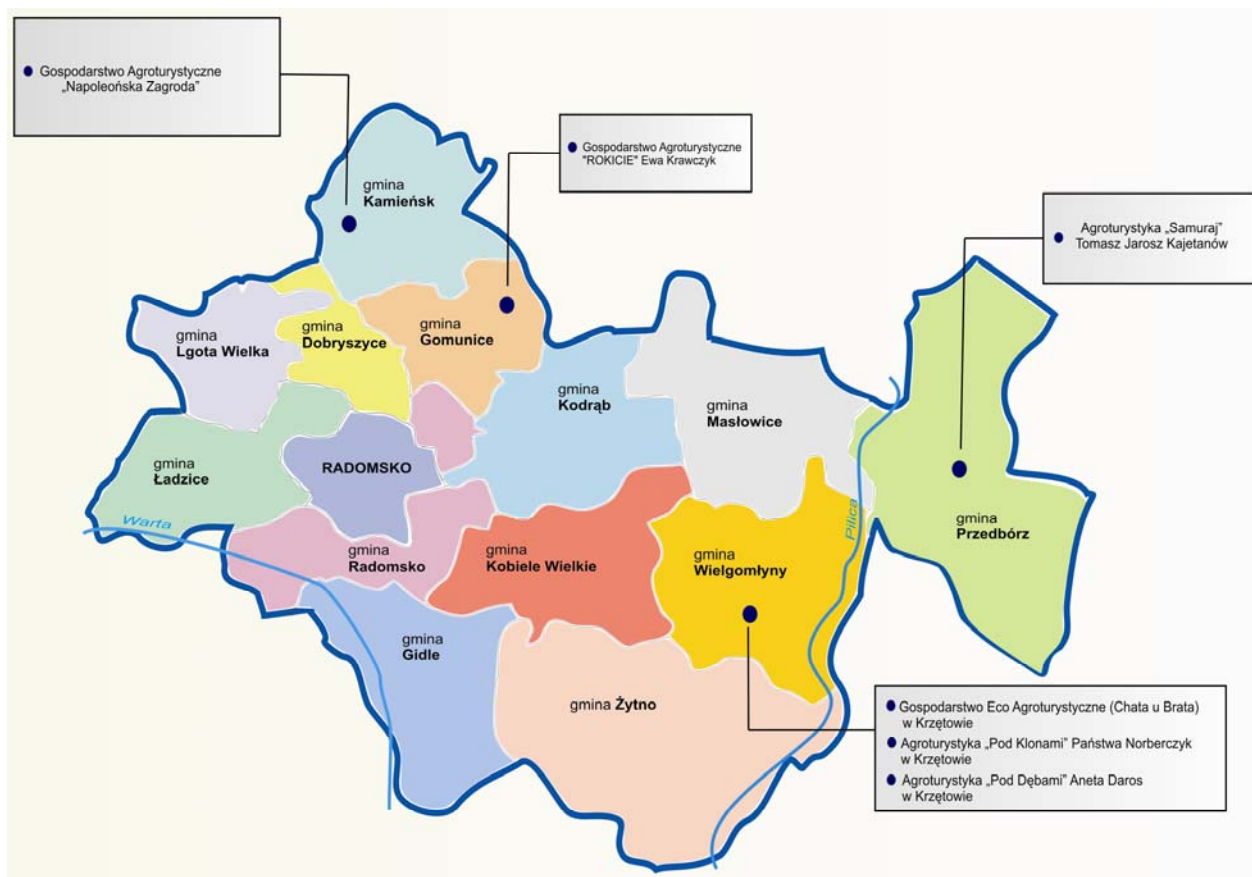 Gospodarstwo Agroturystyczne
„Napoleońska Zagroda”
Gospodarstwo Agroturystyczne
"ROKICIE" Ewa Krawczyk
Agroturystyka „Samuraj”
Tomasz Jarosz Kajetanów
gmina
Kamieńsk
gmina
Lgota Wielka
gmina
Dobryszyce
gmina
Gomunice
gmina
Kodrąb
gmina
Masłowice
gmina
Ładzice
RADOMSKO
Warta
gmina
Radomsko
gmina
Kobiele Wielkie
gmina
Wielgomłyny
Pilica
gmina
Przedbórz
gmina
Gidle
gmina Żytno
Gospodarstwo Eco Agroturystyczne (Chata u Brata)
w Krzętowie
Agroturystyka „Pod Klonami” Państwa Norberczyk
w Krzętowie
Agroturystyka „Pod Dębami” Aneta Daros
w Krzętowie